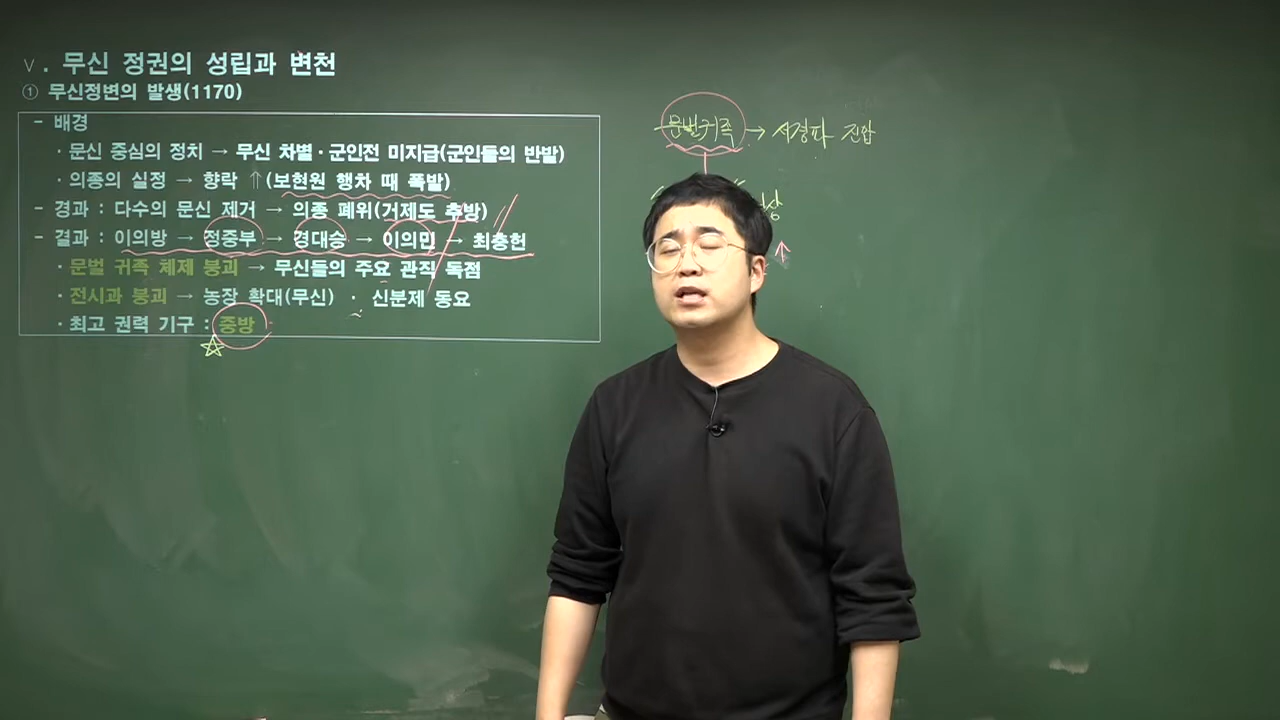 Ⅴ. 무신 정권의 성립과 변천
① 무신정변의 발생(1170)
- 배경
· 문신 중심의 정치 → 무신 차별·군인전 미지급(군인들의 반발)
· 의종의 실정 → 향락 ⇑(보현원 행차 때 폭발)
- 경과 : 다수의 문신 제거 → 의종 폐위(거제도 추방)
- 결과 : 이의방 → 정중부 → 경대승 → 이의민 → 최충헌
· 문벌 귀족 체제 붕괴 → 무신들의 주요 관직 독점
· 전시과 붕괴 → 농장 확대(무신) · 신분제 동요
· 최고 권력 기구 : 중방
문벌귀족 → 서경파 진압
상